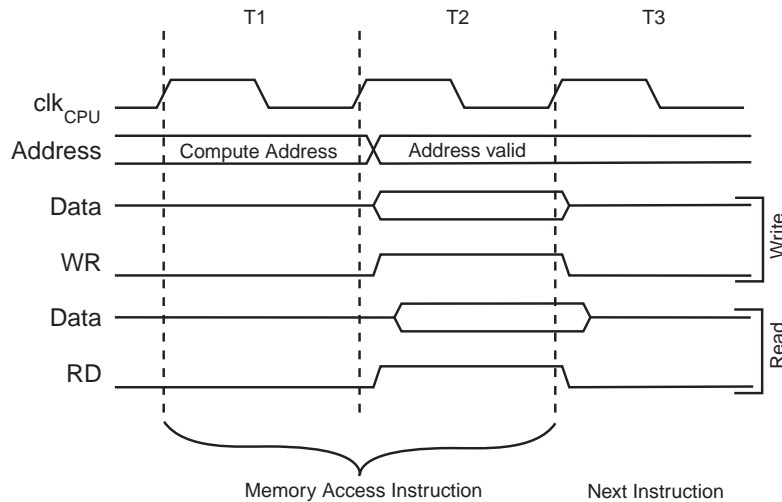 T1 T2 T3
clkCPU
Address Compute Address Address valid
Data
WR
Write
Data
RD
Read
Memory Access Instruction Next Instruction